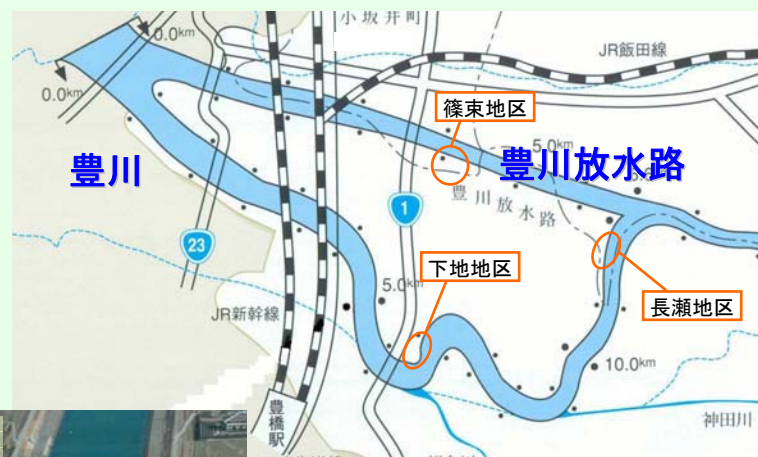 小坂井町
0.0km
JR飯田線
0.0km
篠束地区
5.0km
豊川
豊川放水路
豊川放水路
1
23
下地地区
5.0km
長瀬地区
JR新幹線
10.0km
豊橋駅
神田川